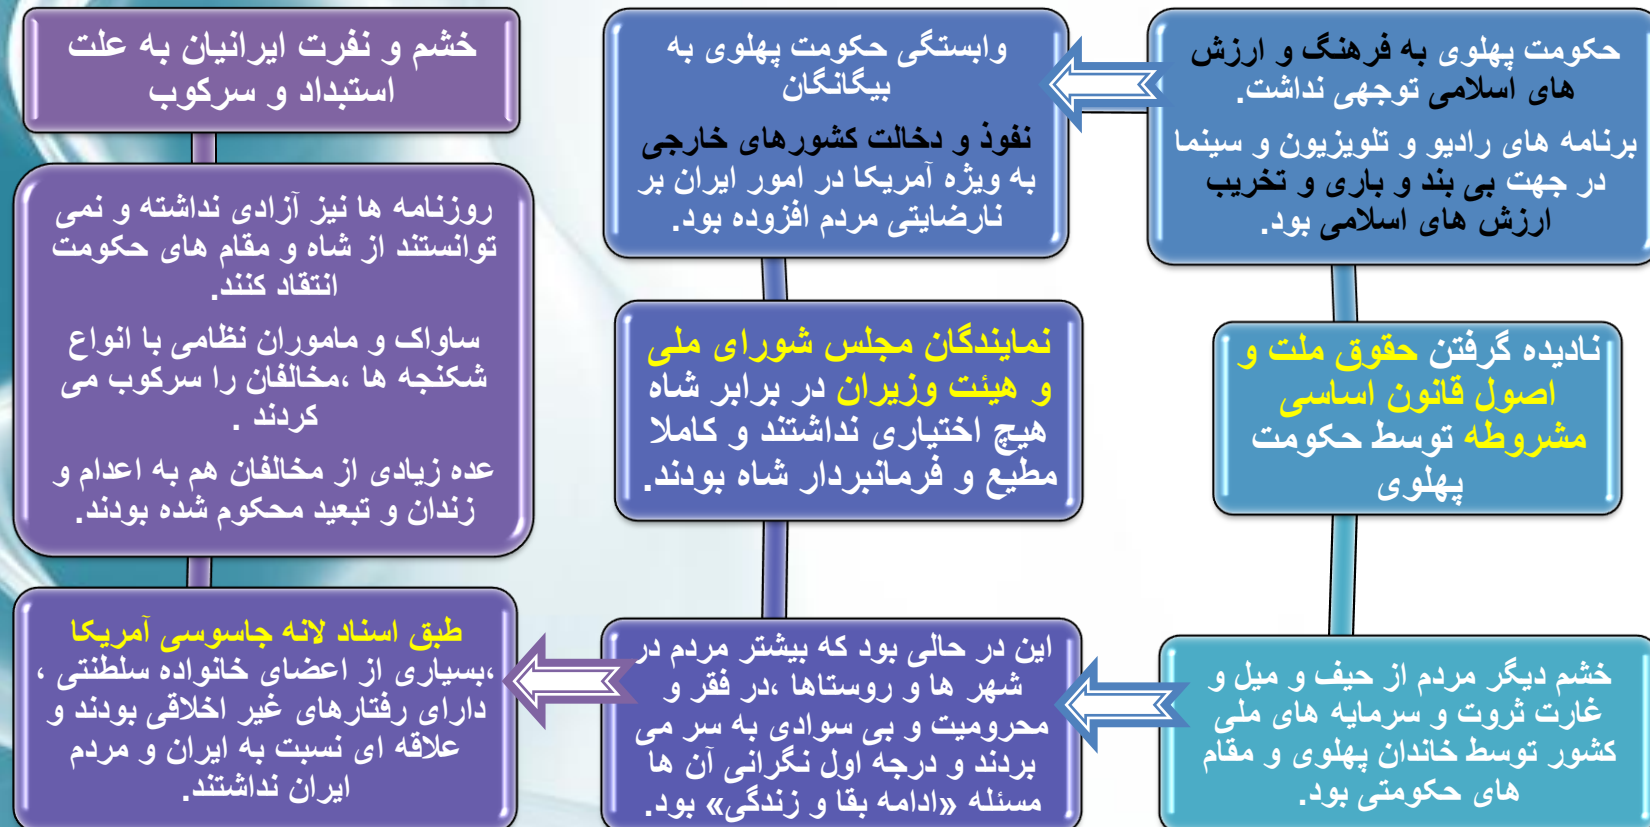 حکومت پهلوی به فرهنگ و ارزش
های اسلامی توجهی نداشت.
برنامه های رادیو و تلویزیون و سینما
در جهت بی بند و باری و تخریب
ارزش های اسلامی بود.
نادیده گرفتن حقوق ملت و
اصول قانون اساسی
مشروطه توسط حکومت
پهلوی
خشم دیگر مردم از حیف و میل و
غارت ثروت و سرمایه های ملی
کشور توسط خاندان پهلوی و مقام
های حکومتی بود.
وابستگی حکومت پهلوی به
بیگانگان
نفوذ و دخالت کشورهای خارجی
به ویژه آمریکا در امور ایران بر
نارضایتی مردم افزوده بود.
نمایندگان مجلس شورای ملی
و هیئت وزیران در برابر شاه
هیچ اختیاری نداشتند و کاملا
مطیع و فرمانبردار شاه بودند.
این در حالی بود که بیشتر مردم در
شهر ها و روستاها ،در فقر و
محرومیت و بی سوادی به سر می
بردند و درجه اول نگرانی آن ها
مسئله «ادامه بقا و زندگی» بود.
خشم و نفرت ایرانیان به علت
استبداد و سرکوب
روزنامه ها نیز آزادی نداشته و نمی
توانستند از شاه و مقام های حکومت
انتقاد کنند.
ساواک و ماموران نظامی با انواع
شکنجه ها ،مخالفان را سرکوب می
کردند .
عده زیادی از مخالفان هم به اعدام و
زندان و تبعید محکوم شده بودند.
طبق اسناد لانه جاسوسی آمریکا
،بسیاری از اعضای خانواده سلطنتی ،
دارای رفتارهای غیر اخلاقی بودند و
علاقه ای نسبت به ایران و مردم
ایران نداشتند.